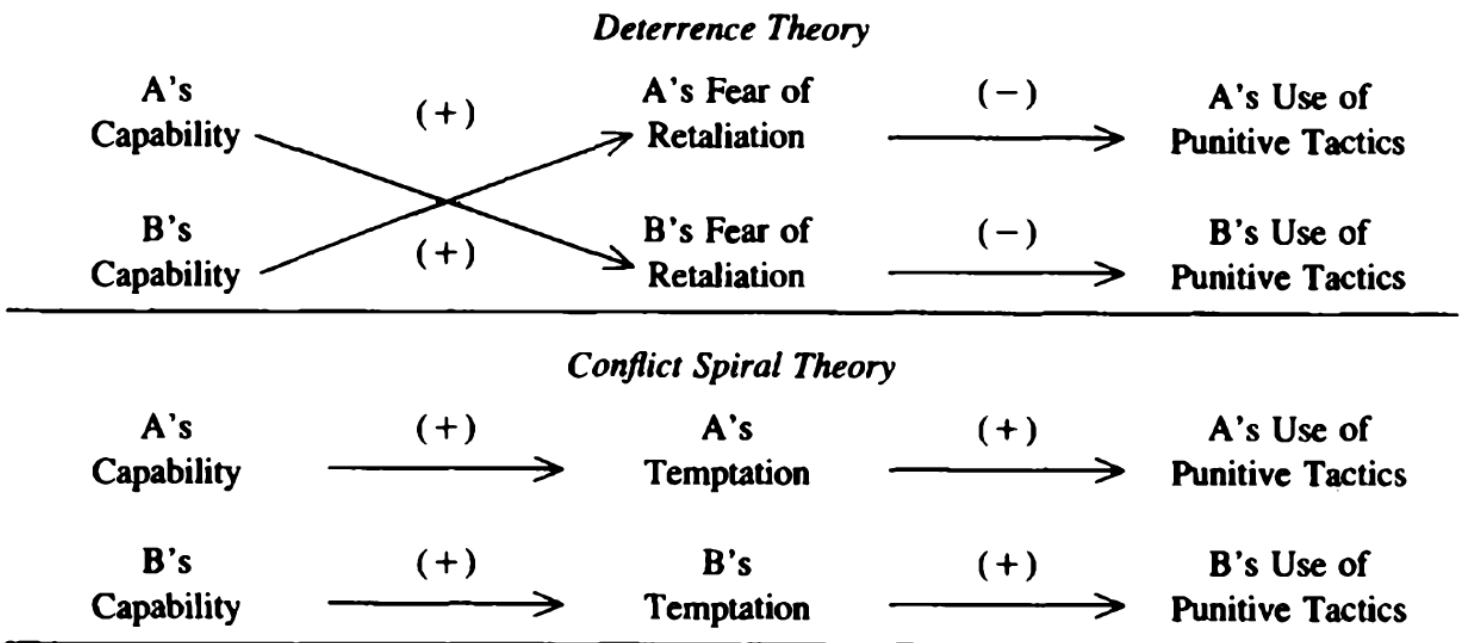 Deterrence Theory
A's (+) A's Fear of (−) A's Use of
Capability Retaliation Punitive Tactics
B's (+) B's Fear of (−) B's Use of
Capability Retaliation Punitive Tactics
Conflict Spiral Theory
A's (+) A's (+) A's Use of
Capability Temptation Punitive Tactics
B's (+) B's (+) B's Use of
Capability Temptation Punitive Tactics